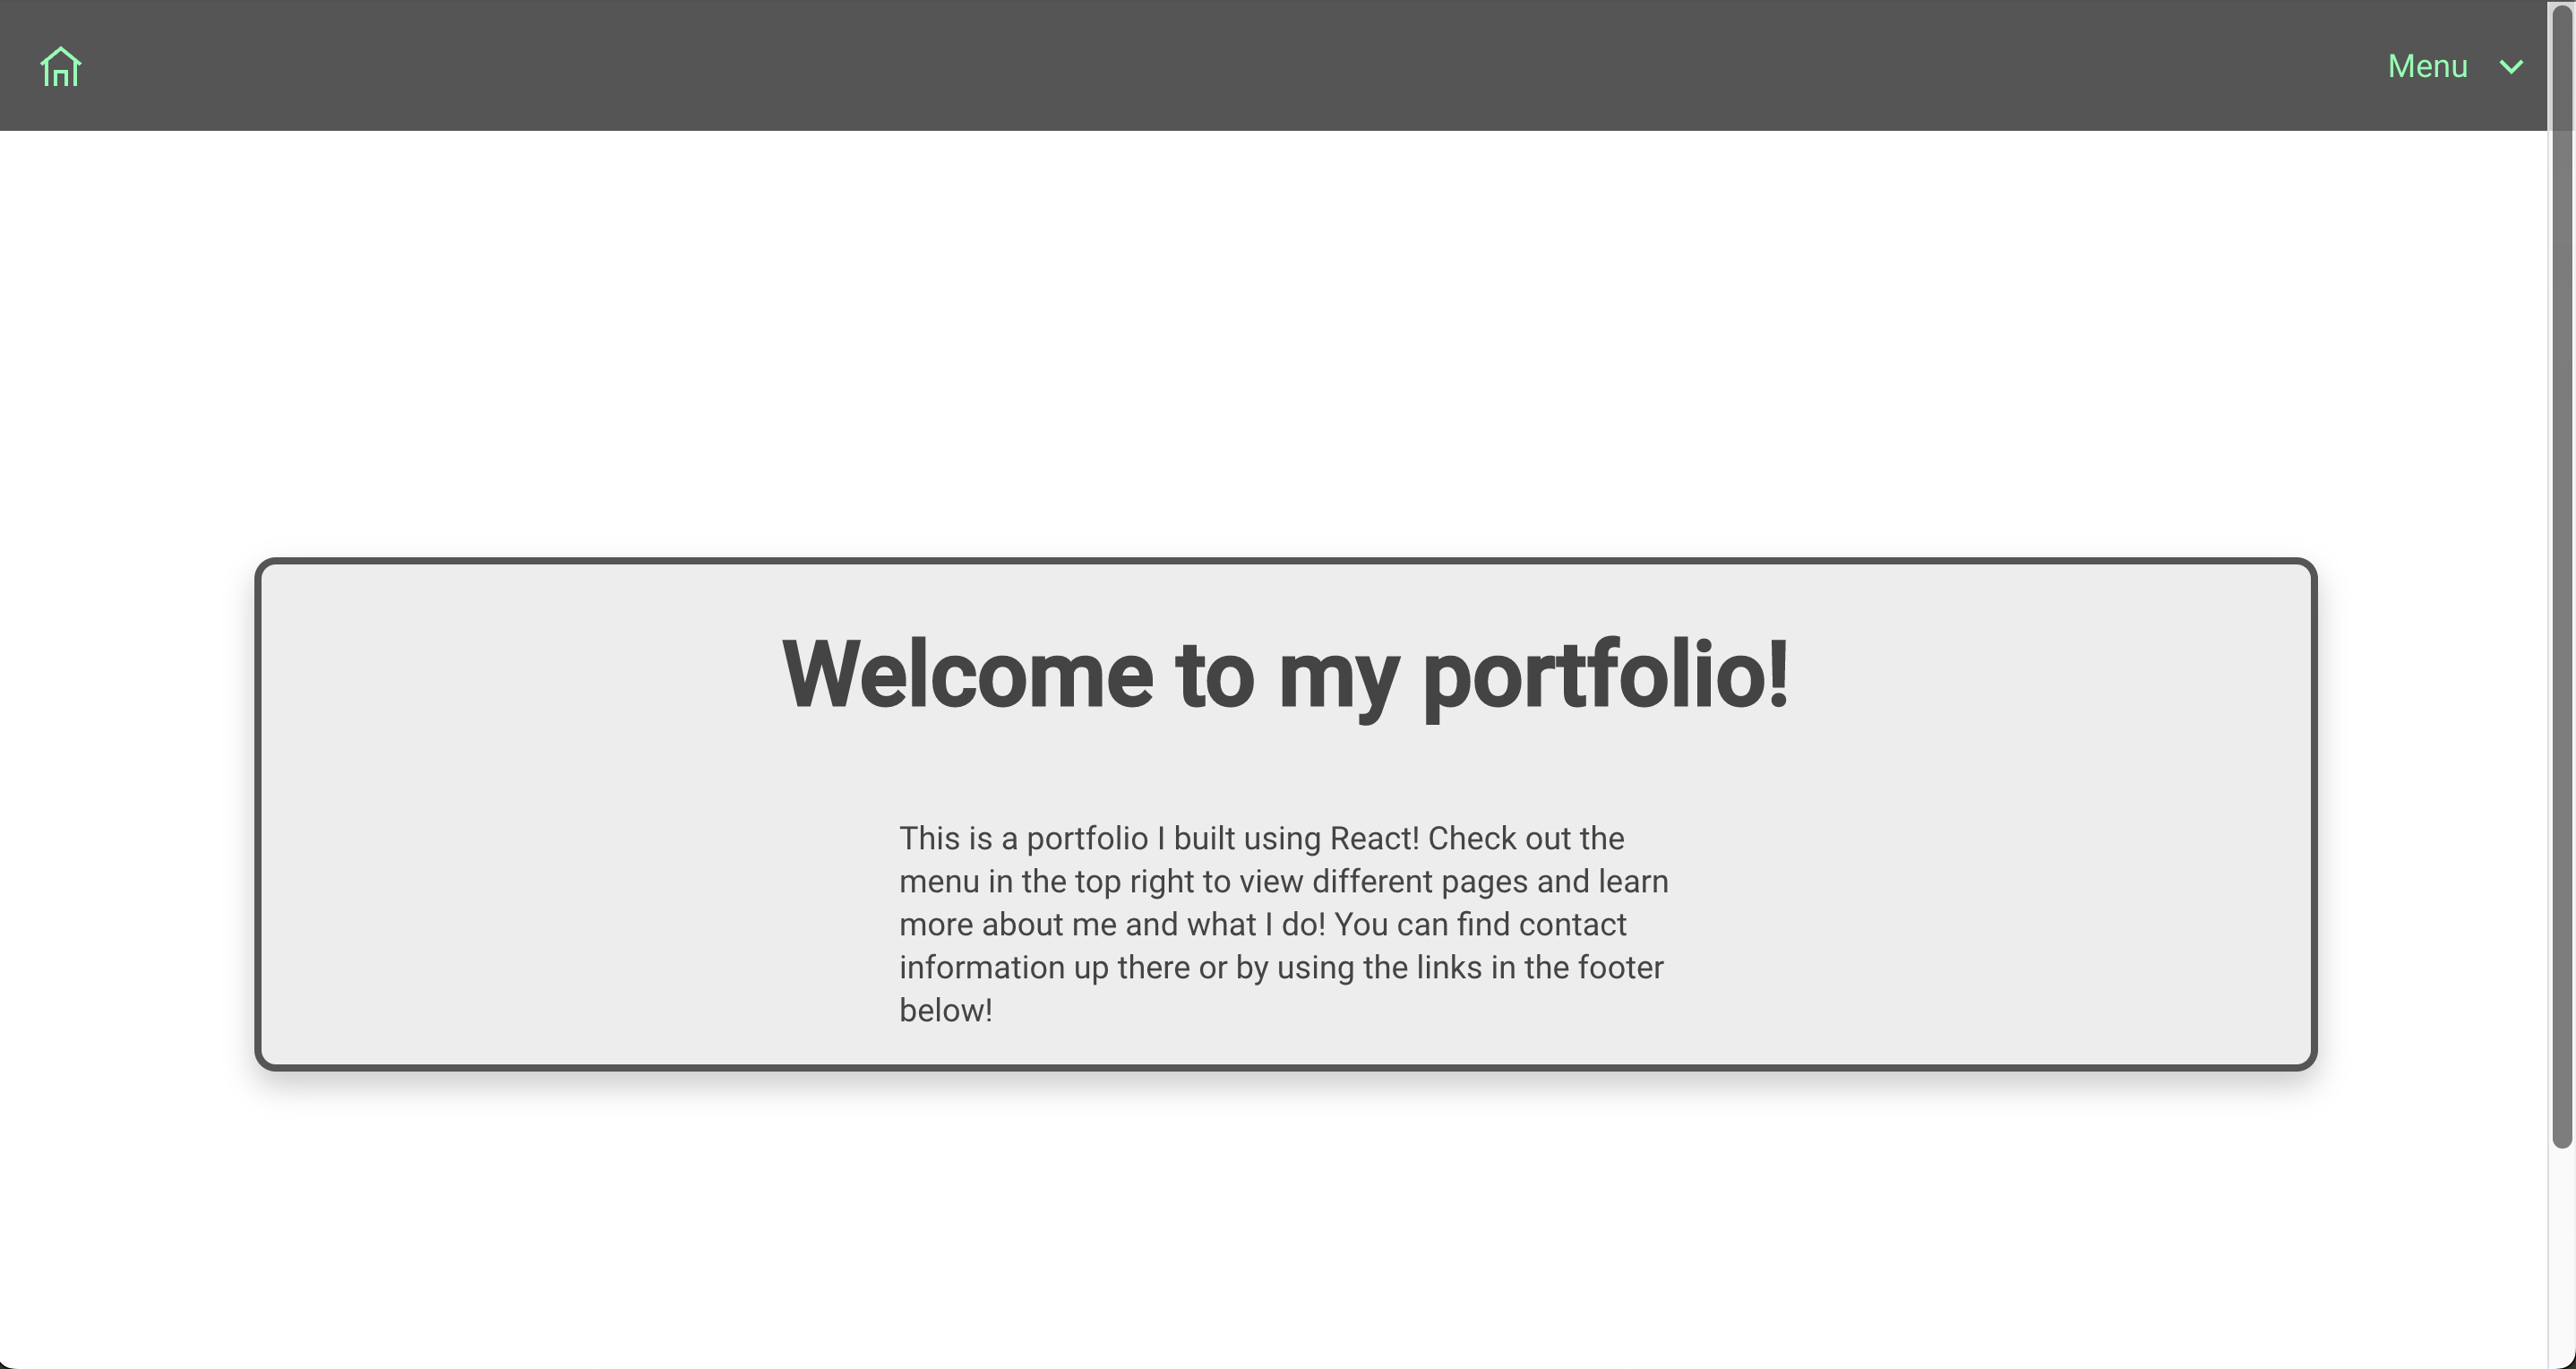 Menu
Welcome to my portfolio!
This is a portfolio I built using React! Check out the
menu in the top right to view different pages and learn
more about me and what I do! You can find contact
information up there or by using the links in the footer
below!